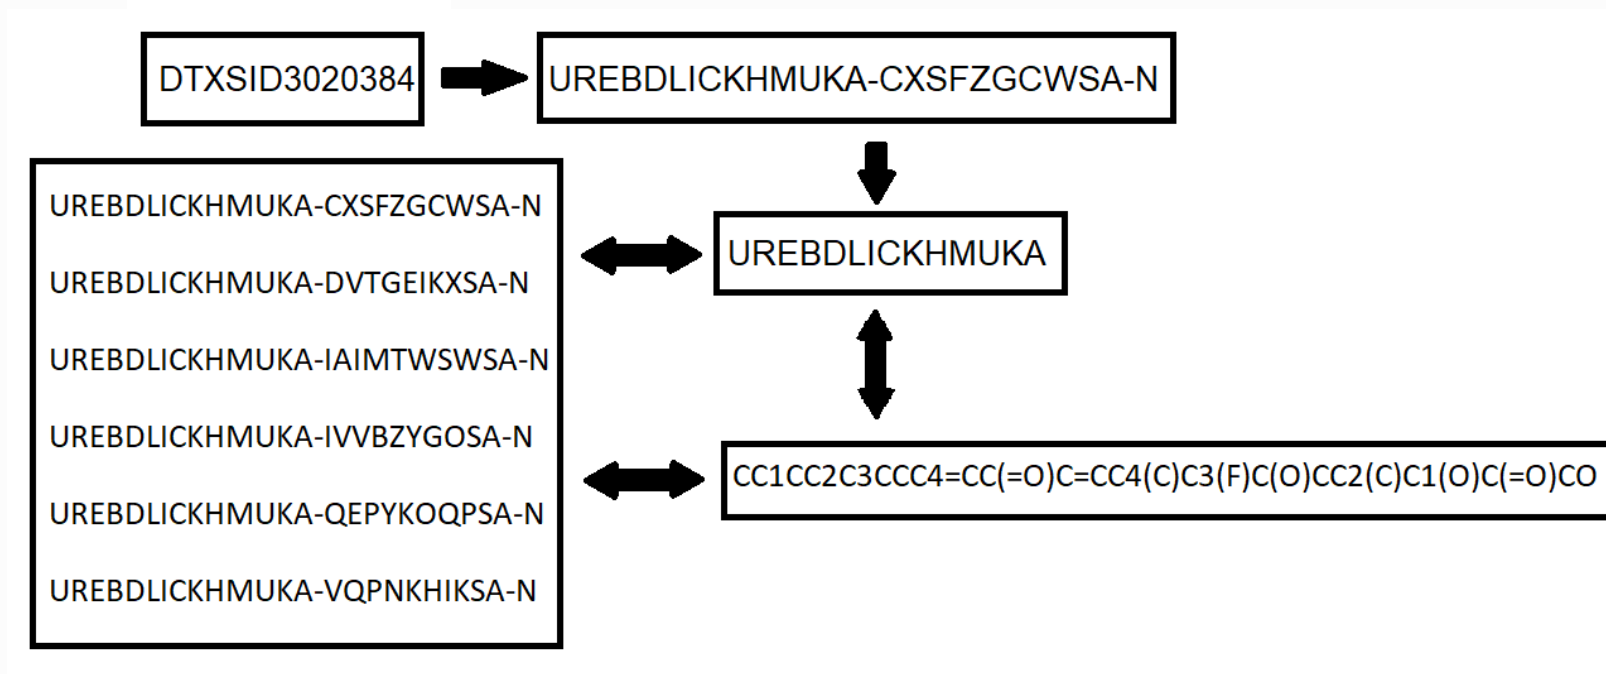 DTXSID3020384
UREBDLICKHMUKA-CXSFZGCWSA-N
UREBDLICKHMUKA-CXSFZGCWSA-N
UREBDLICKHMUKA-DVTGEIKXSA-N
UREBDLICKHMUKA-IAIMTWSWSA-N
UREBDLICKHMUKA-IVVBZYGOSA-N
UREBDLICKHMUKA-QEPYKOQPSA-N
UREBDLICKHMUKA-VQPNKHIKSA-N
UREBDLICKHMUKA
CC1CC2C3CCC4=CC(=O)C=CC4(C)C3(F)C(O)CC2(C)C1(O)C(=O)CO